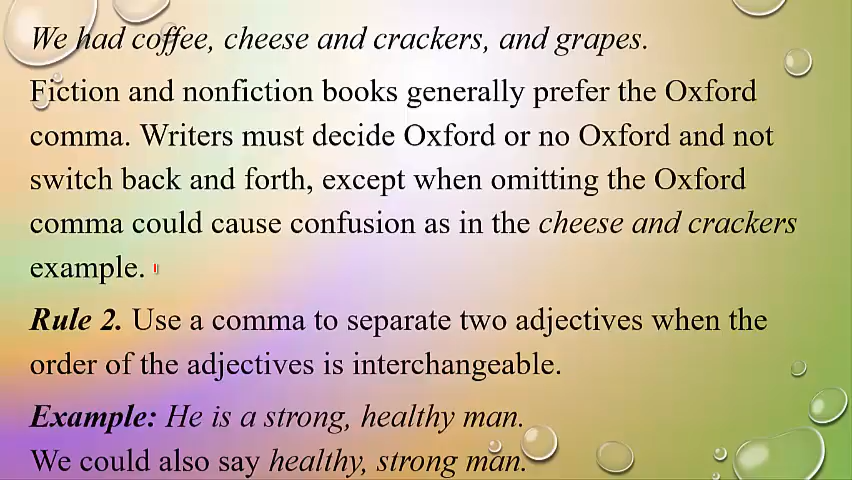 We had coffee, cheese and crackers, and grapes.
Fiction and nonfiction books generally prefer the Oxford
comma. Writers must decide Oxford or no Oxford and not
switch back and forth, except when omitting the Oxford
comma could cause confusion as in the cheese and crackers
example.
Rule 2. Use a comma to separate two adjectives when the
order of the adjectives is interchangeable.
Example: He is a strong, healthy man.
We could also say healthy, strong man.